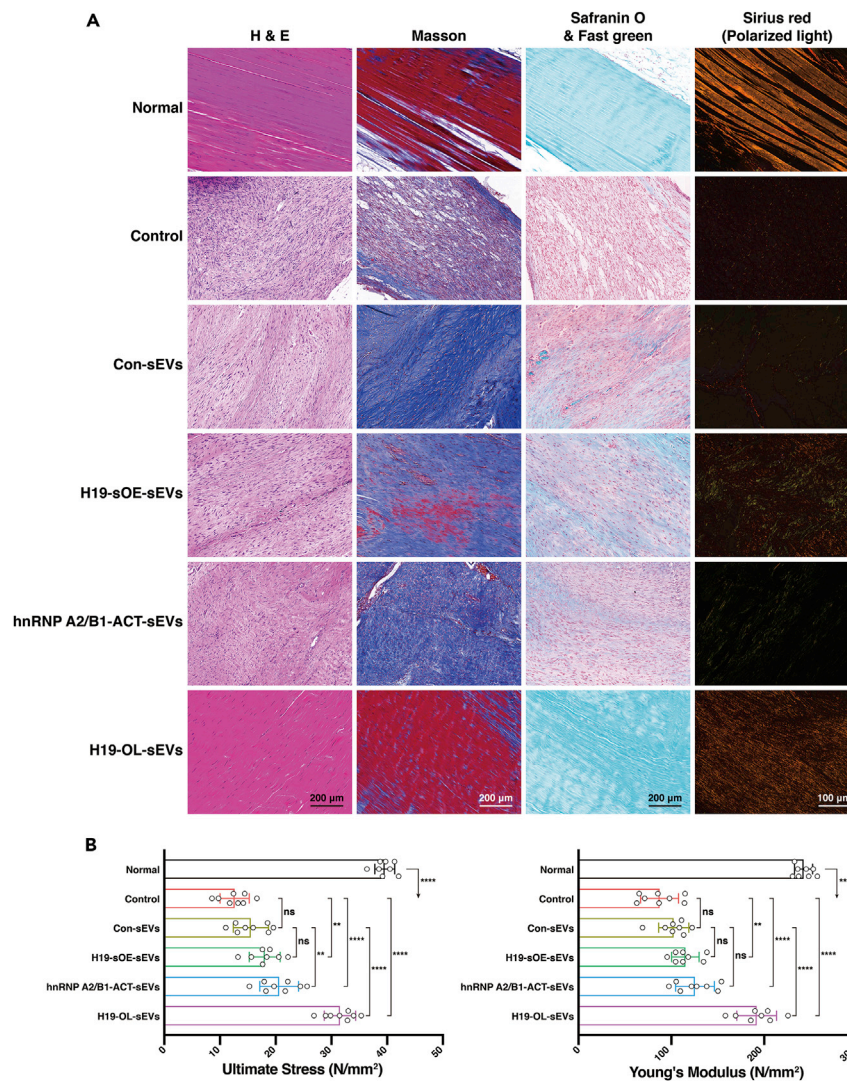 A
H & E
Masson
Safranin O
& Fast green
Sirius red
(Polarized light)
Normal
Control
Con-sEVs
H19-sOE-sEVs
hnRNP A2/B1-ACT-sEVs
H19-OL-sEVs
200 µm
200 µm
200 µm
100 µm
B
Normal
Control
Con-sEVs
H19-sOE-sEVs
hnRNP A2/B1-ACT-sEVs
H19-OL-sEVs
****
ns
ns
**
**
****
****
****
0
10
20
30
40
50
Ultimate Stress (N/mm²)
Normal
Control
Con-sEVs
H19-sOE-sEVs
hnRNP A2/B1-ACT-sEVs
H19-OL-sEVs
ns
ns
ns
**
****
****
****
0
100
200
Young's Modulus (N/mm²)